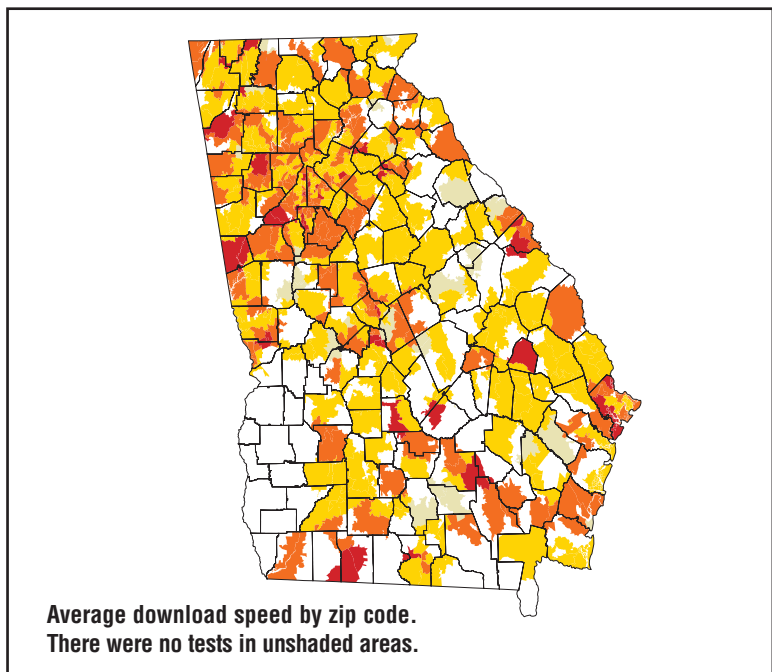 Average download speed by zip code.
There were no tests in unshaded areas.